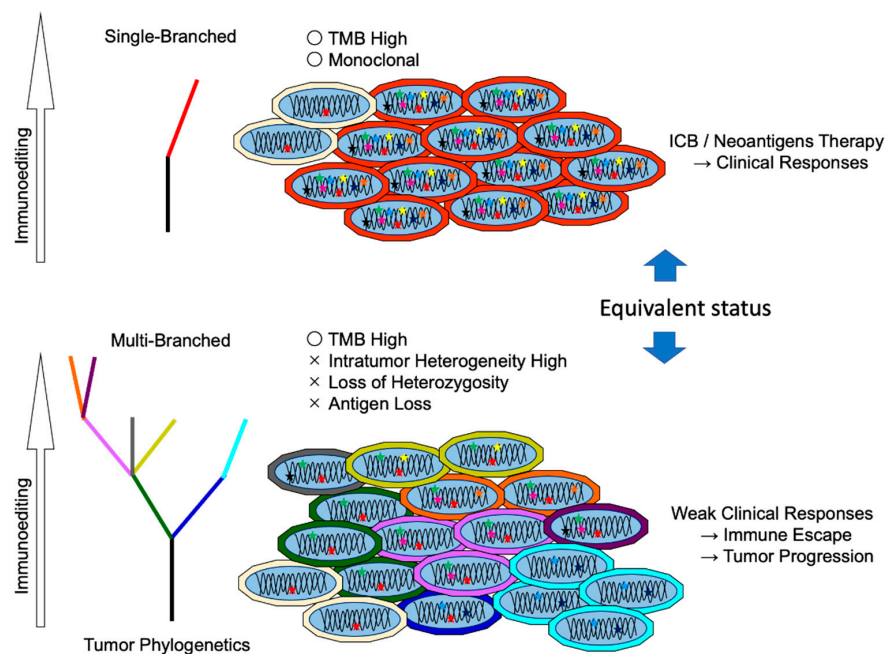 Single-Branched
○ TMB High
○ Monoclonal
Immunoediting
ICB / Neoantigens Therapy
→ Clinical Responses
Equivalent status
Multi-Branched
○ TMB High
× Intratumor Heterogeneity High
× Loss of Heterozygosity
× Antigen Loss
Immunoediting
Weak Clinical Responses
→ Immune Escape
→ Tumor Progression
Tumor Phylogenetics